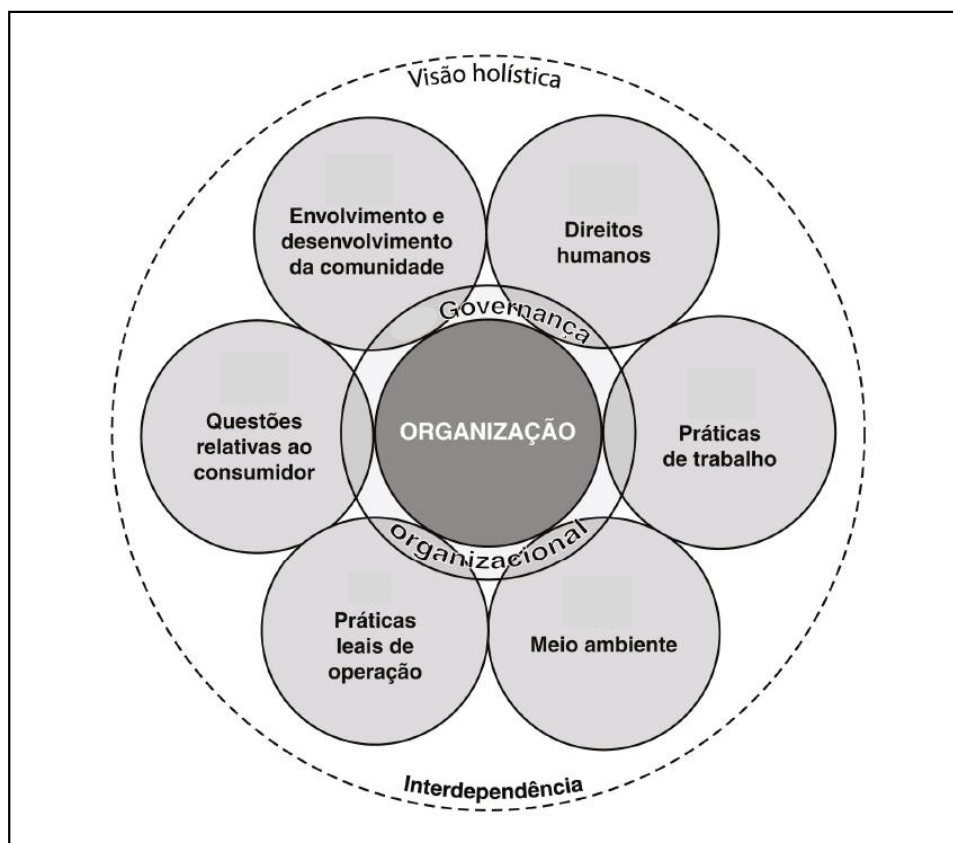 Visão holística
Envolvimento e
desenvolvimento
da comunidade
Direitos
humanos
Governança
Questões
relativas ao
consumidor
ORGANIZAÇÃO
Práticas
de trabalho
organizacional
Práticas
leais de
operação
Meio ambiente
Interdependência